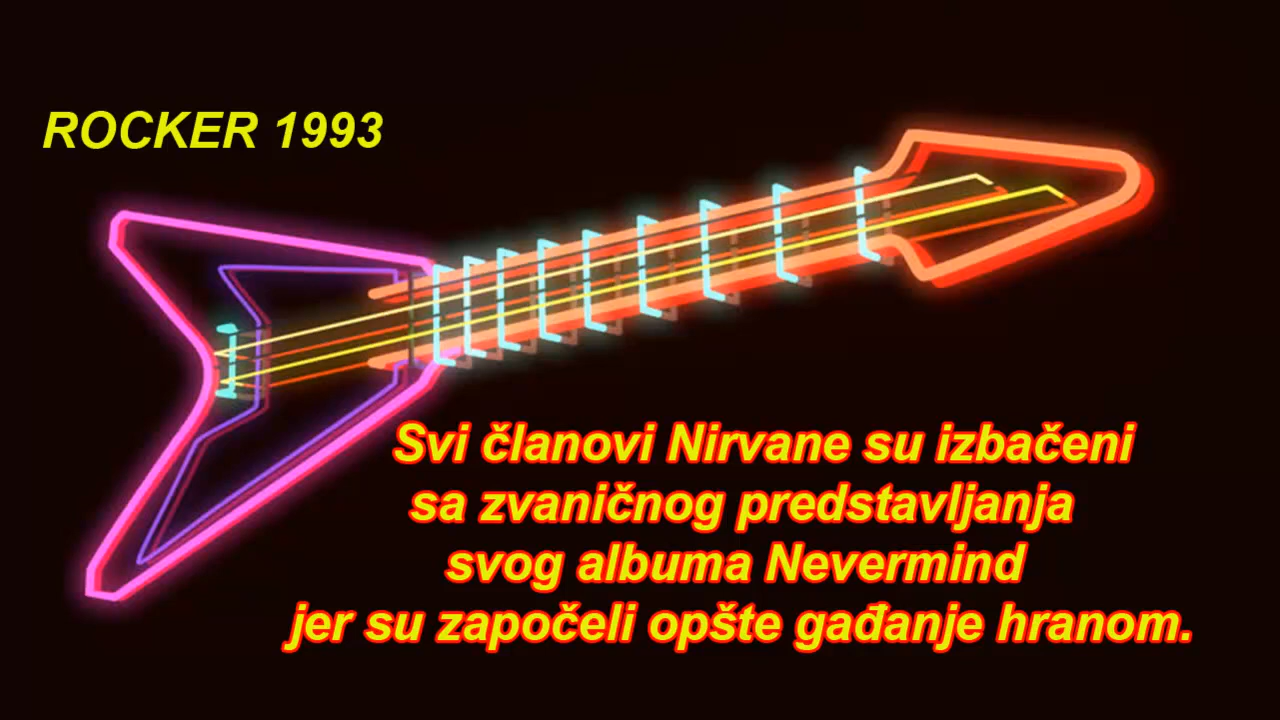 ROCKER 1993
Svi članovi Nirvane su izbačeni
sa zvaničnog predstavljanja
svog albuma Nevermind
jer su započeli opšte gađanje hranom.